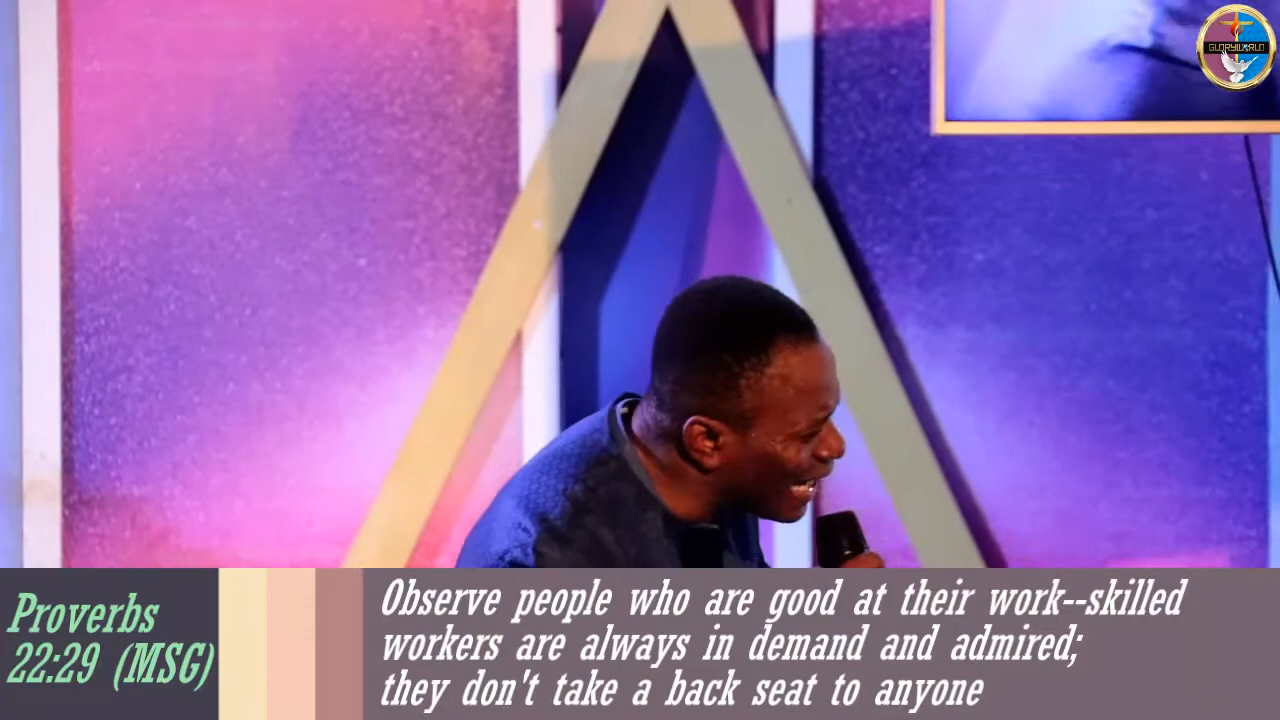 GLORYWORLD
Proverbs
22:29 (MSG)
Observe people who are good at their work--skilled
workers are always in demand and admired;
they don't take a back seat to anyone